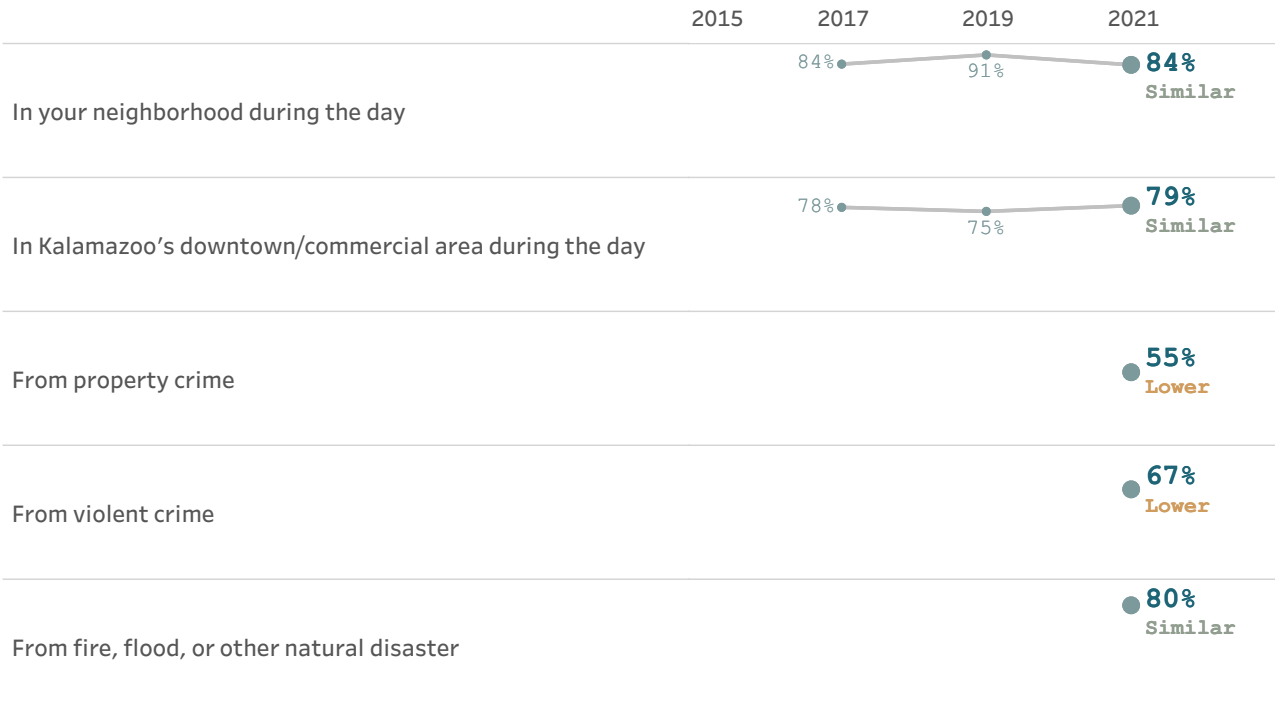 2015 2017 2019 2021
In your neighborhood during the day
84%
91%
84%
Similar
In Kalamazoo's downtown/commercial area during the day
78%
75%
79%
Similar
From property crime
55%
Lower
From violent crime
67%
Lower
From fire, flood, or other natural disaster
80%
Similar